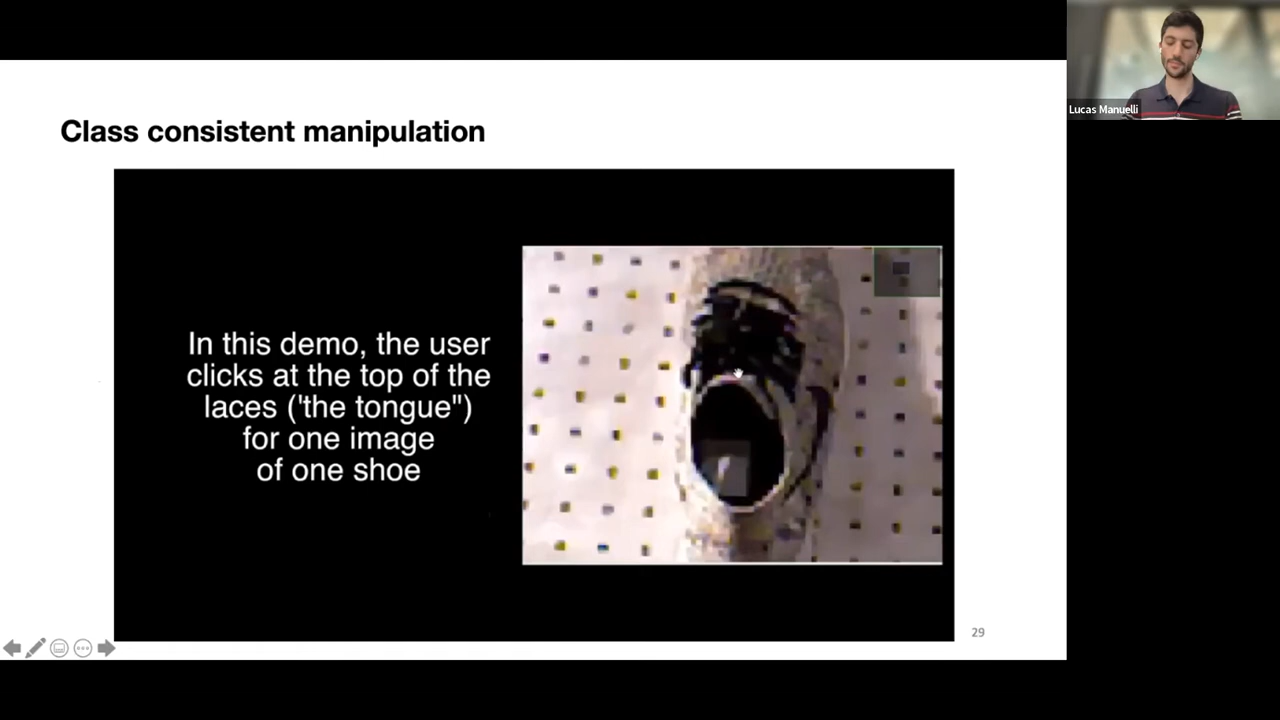 Lucas Manuelli
Class consistent manipulation
In this demo, the user
clicks at the top of the
laces ('the tongue")
for one image
of one shoe
29